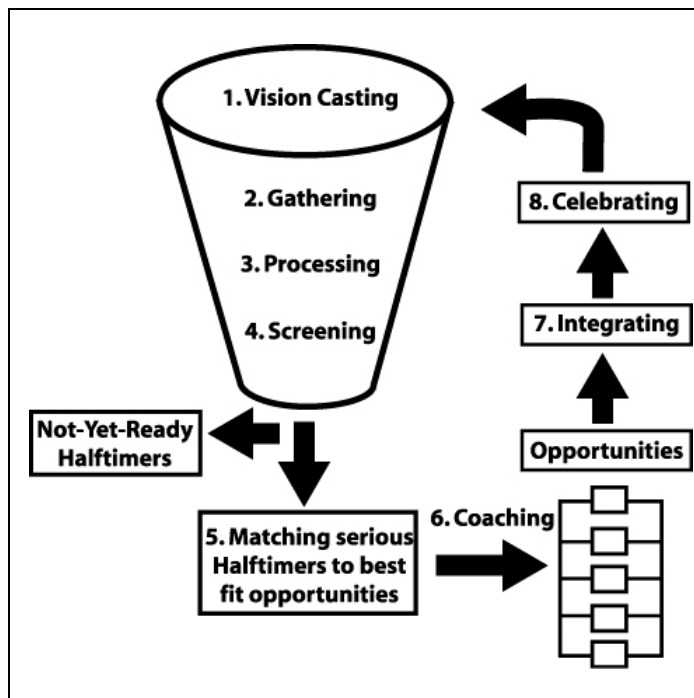 1. Vision Casting
2. Gathering
3. Processing
4. Screening
Not-Yet-Ready
Halftimers
5. Matching serious
Halftimers to best
fit opportunities
6. Coaching
Opportunities
7. Integrating
8. Celebrating